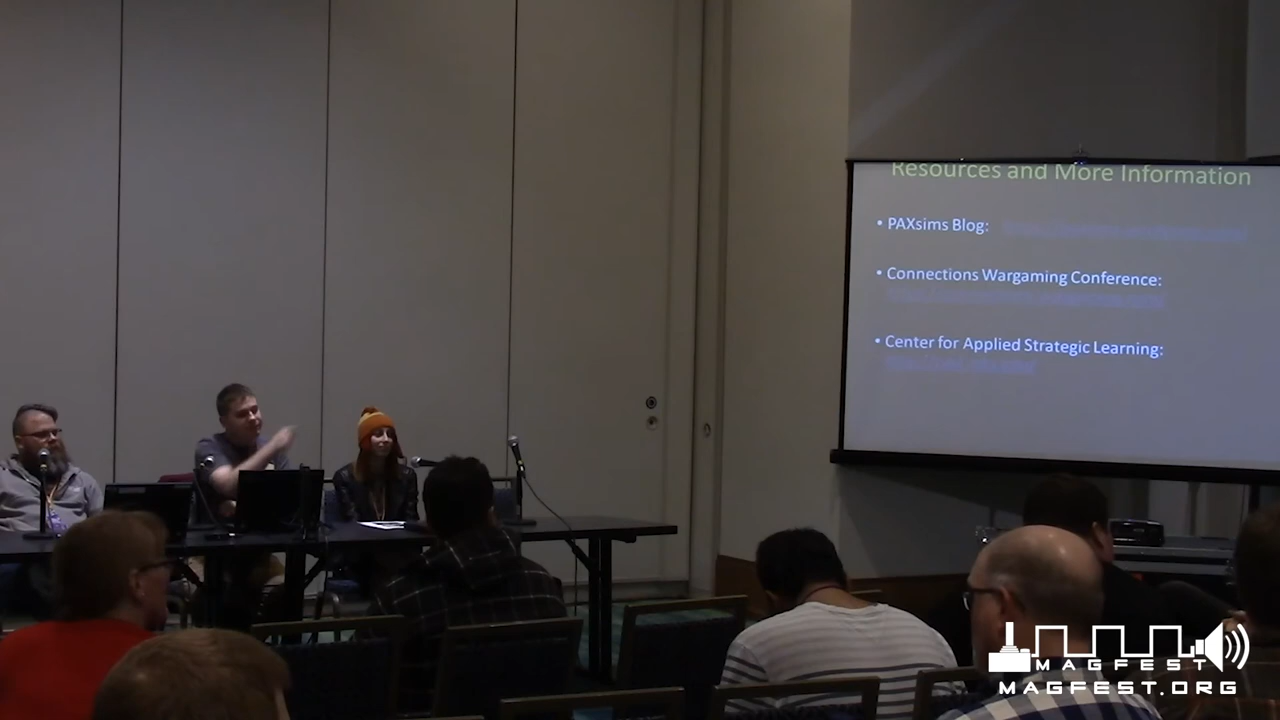 Resources and More Information
• PAXsims Blog:
• Connections Wargaming Conference:
• Center for Applied Strategic Learning:
MAGFEST
MAGFEST.ORG